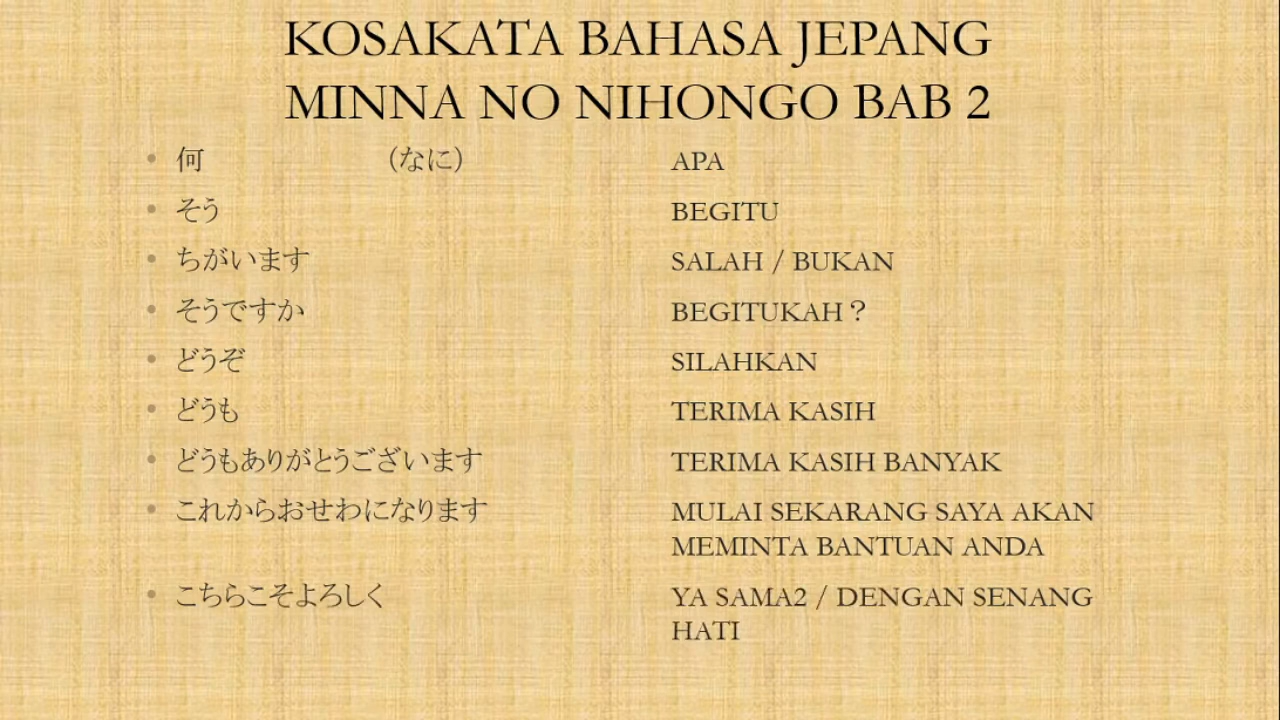 KOSAKATA BAHASA JEPANG
MINNA NO NIHONGO BAB 2
• 何 (なに) APA
• そう BEGITU
• ちがいます SALAH / BUKAN
• そうですか BEGITUKAH ?
• どうぞ SILAHKAN
• どうも TERIMA KASIH
• どうもありがとうございます TERIMA KASIH BANYAK
• これからおせわになります MULAI SEKARANG SAYA AKAN
MEMINTA BANTUAN ANDA
• こちらこそよろしく YA SAMA2 / DENGAN SENANG
HATI